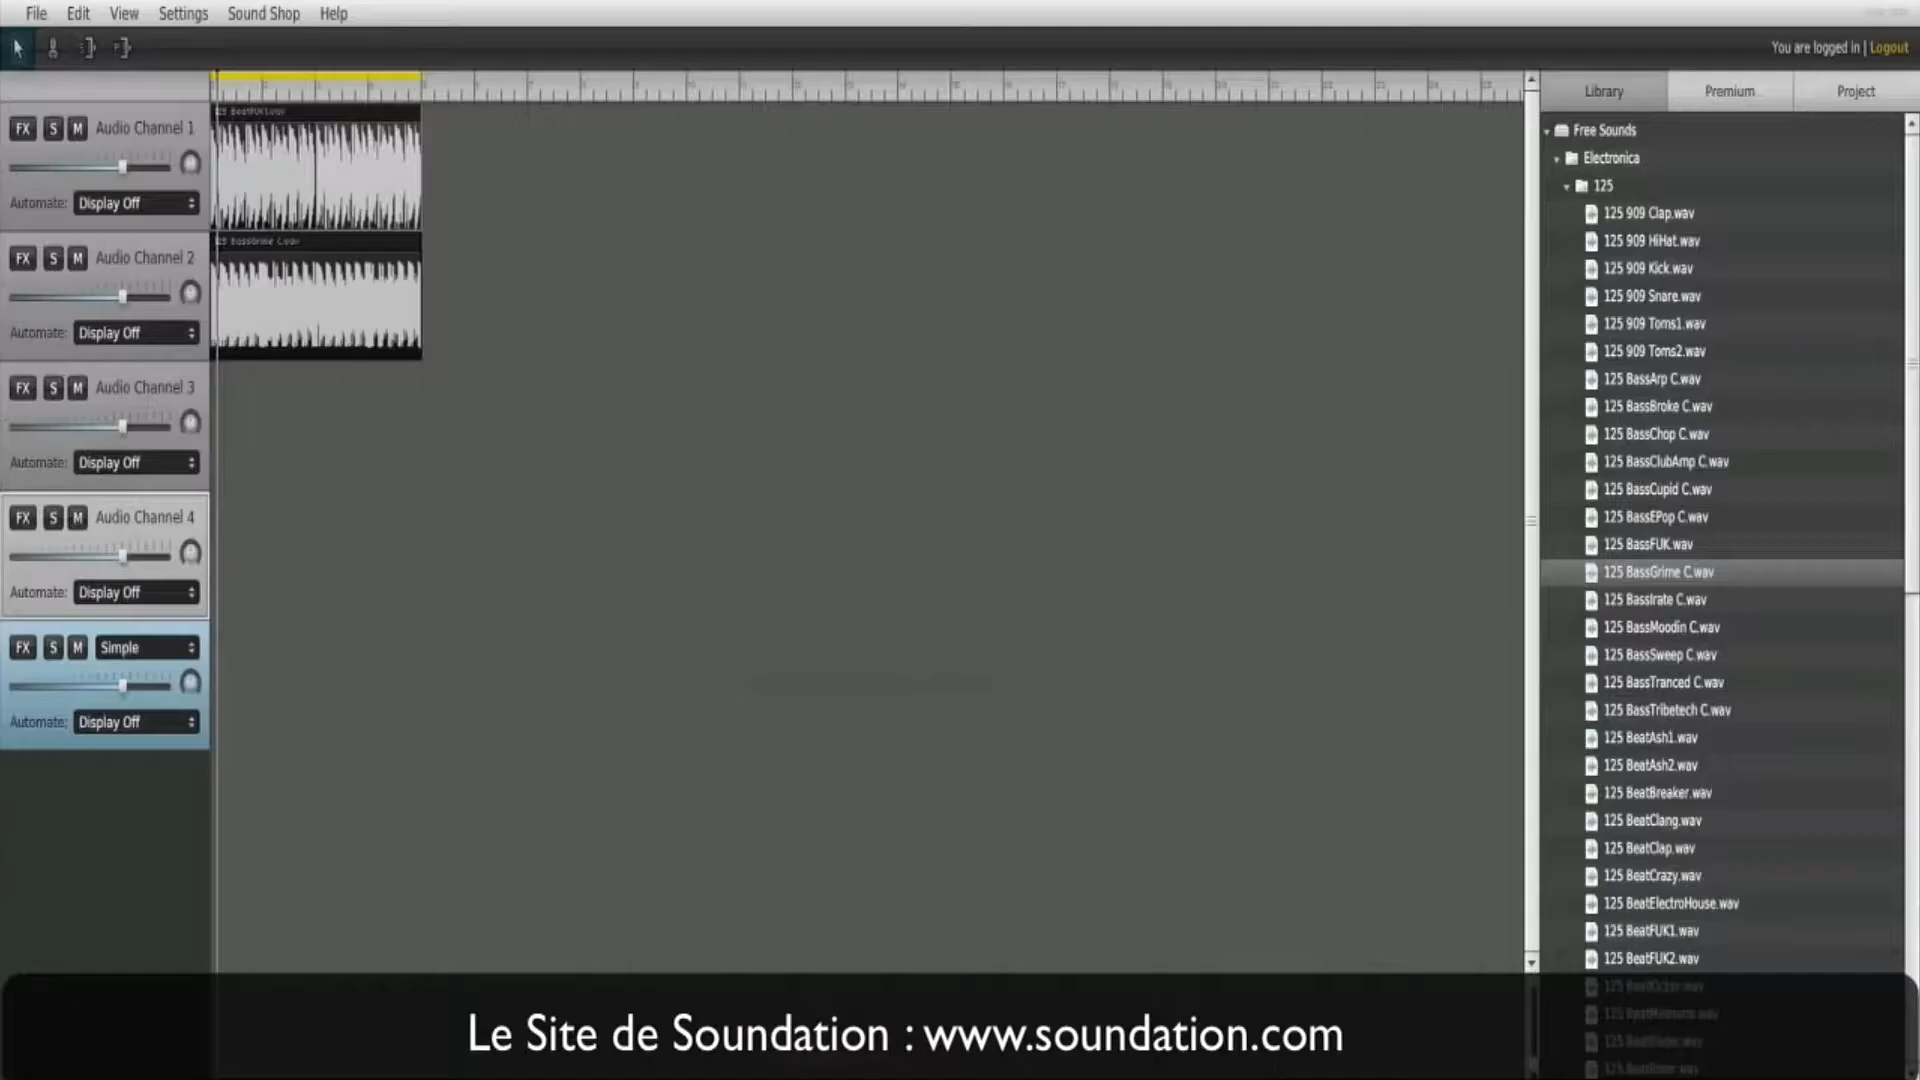 File Edit View Settings Sound Shop Help
You are logged in | Logout
Library Premium Project
FX S M Audio Channel 1
Automate: Display Off
125 BeatFUK1.wav
FX S M Audio Channel 2
Automate: Display Off
125 BassGrime C.wav
FX S M Audio Channel 3
Automate: Display Off
FX S M Audio Channel 4
Automate: Display Off
FX S M Simple
Automate: Display Off
Free Sounds
Electronica
125
125 909 Clap.wav
125 909 HiHat.wav
125 909 Kick.wav
125 909 Snare.wav
125 909 Toms1.wav
125 909 Toms2.wav
125 BassArp C.wav
125 BassBroke C.wav
125 BassChop C.wav
125 BassClubAmp C.wav
125 BassCupid C.wav
125 BassEPop C.wav
125 BassFUK.wav
125 BassGrime C.wav
125 BassIrate C.wav
125 BassMoodin C.wav
125 BassSweep C.wav
125 BassTranced C.wav
125 BassTribetech C.wav
125 BeatAsh1.wav
125 BeatAsh2.wav
125 BeatBreaker.wav
125 BeatClang.wav
125 BeatClap.wav
125 BeatCrazy.wav
125 BeatElectroHouse.wav
125 BeatFUK1.wav
125 BeatFUK2.wav
Le Site de Soundation : www.soundation.com